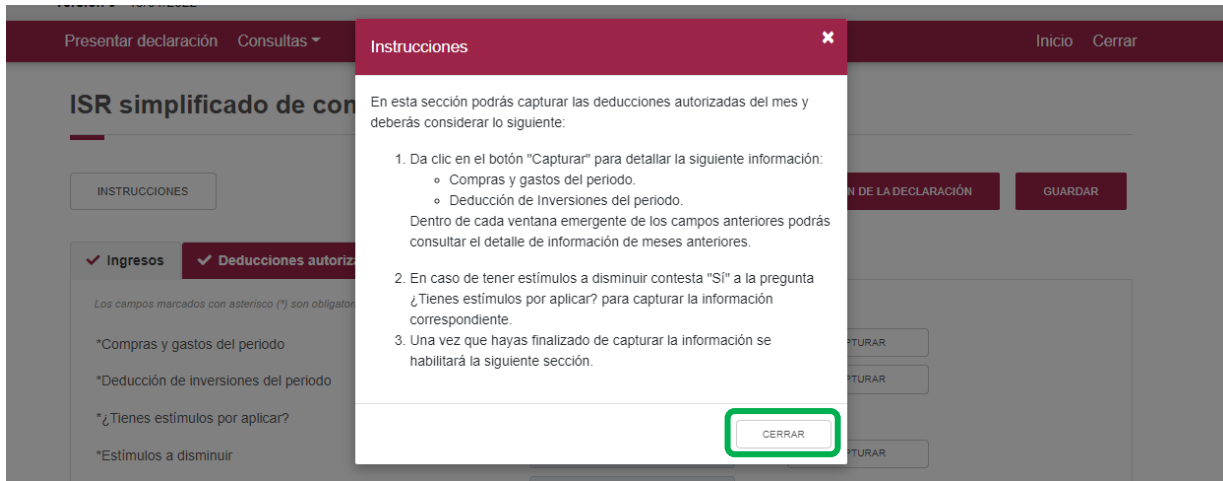 Presentar declaración Consultas Instrucciones Inicio Cerrar
ISR simplificado de con
En esta sección podrás capturar las deducciones autorizadas del mes y
deberás considerar lo siguiente:
1. Da clic en el botón "Capturar" para detallar la siguiente información:
Compras y gastos del periodo.
Deducción de Inversiones del periodo.
Dentro de cada ventana emergente de los campos anteriores podrás
consultar el detalle de información de meses anteriores.
2. En caso de tener estímulos a disminuir contesta "Sí" a la pregunta
¿Tienes estímulos por aplicar? para capturar la información
correspondiente.
3. Una vez que hayas finalizado de capturar la información se
habilitará la siguiente sección.
CERRAR
INSTRUCCIONES
N DE LA DECLARACIÓN GUARDAR
Ingresos Deducciones autoriza
Los campos marcados con asterisco (*) son obligator
*Compras y gastos del periodo PTURAR
*Deducción de inversiones del periodo PTURAR
*¿Tienes estímulos por aplicar?
*Estímulos a disminuir PTURAR